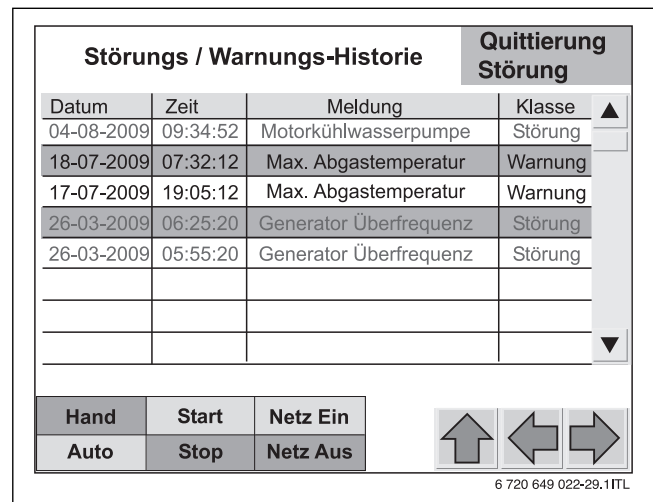 Störungs / Warnungs-Historie
Quittierung
Störung
Datum Zeit Meldung Klasse
04-08-2009 09:34:52 Motorkühlwasserpumpe Störung
18-07-2009 07:32:12 Max. Abgastemperatur Warnung
17-07-2009 19:05:12 Max. Abgastemperatur Warnung
26-03-2009 06:25:20 Generator Überfrequenz Störung
26-03-2009 05:55:20 Generator Überfrequenz Störung
Hand Start Netz Ein
Auto Stop Netz Aus
6 720 649 022-29.1ITL